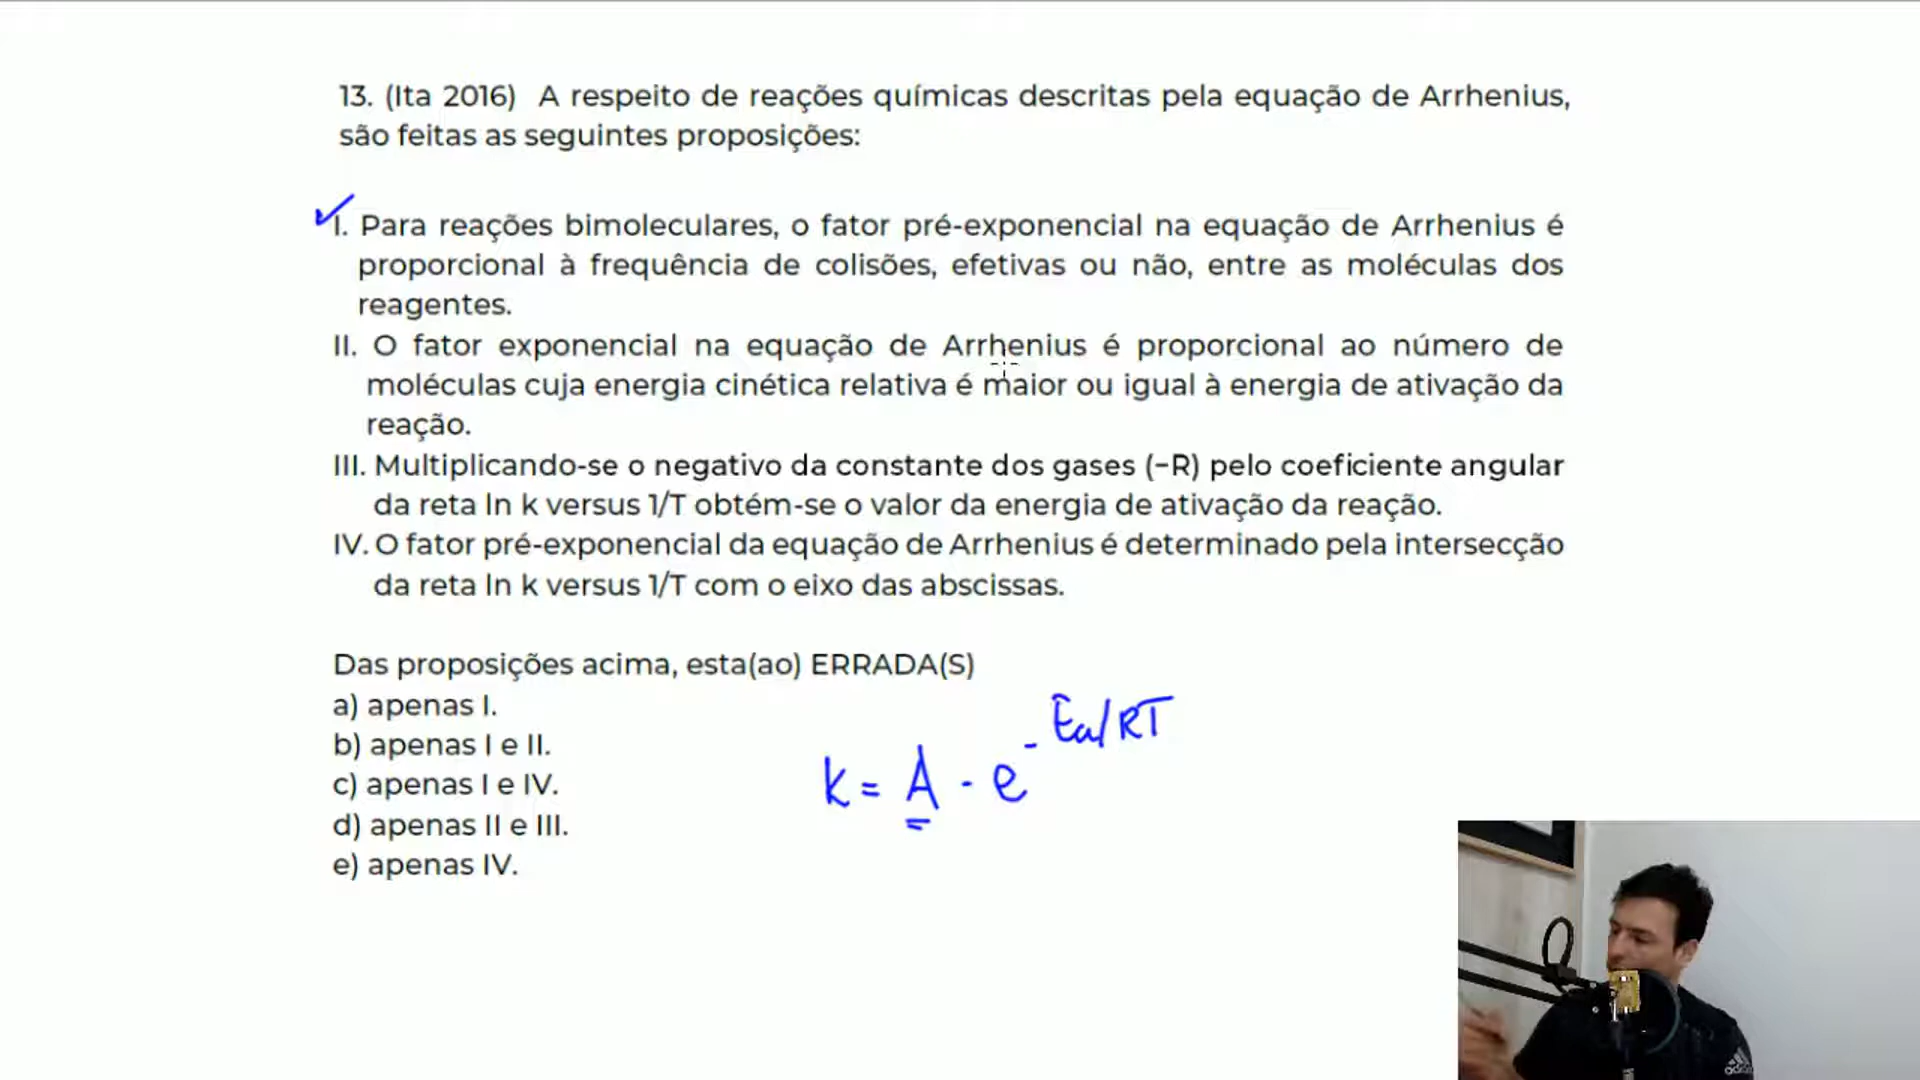 13. (Ita 2016) A respeito de reações químicas descritas pela equação de Arrhenius,
são feitas as seguintes proposições:
I. Para reações bimoleculares, o fator pré-exponencial na equação de Arrhenius é
proporcional à frequência de colisões, efetivas ou não, entre as moléculas dos
reagentes.
II. O fator exponencial na equação de Arrhenius é proporcional ao número de
moléculas cuja energia cinética relativa é maior ou igual à energia de ativação da
reação.
III. Multiplicando-se o negativo da constante dos gases (−R) pelo coeficiente angular
da reta ln k versus 1/T obtém-se o valor da energia de ativação da reação.
IV. O fator pré-exponencial da equação de Arrhenius é determinado pela intersecção
da reta ln k versus 1/T com o eixo das abscissas.
Das proposições acima, esta(ao) ERRADA(S)
a) apenas I.
b) apenas I e II.
c) apenas I e IV.
d) apenas II e III.
e) apenas IV.
k = A · e^-Ea/RT
adidas